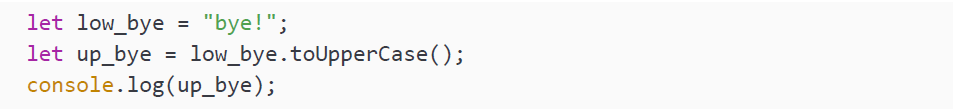 let low_bye = "bye!";
let up_bye = low_bye.toUpperCase();
console.log(up_bye);